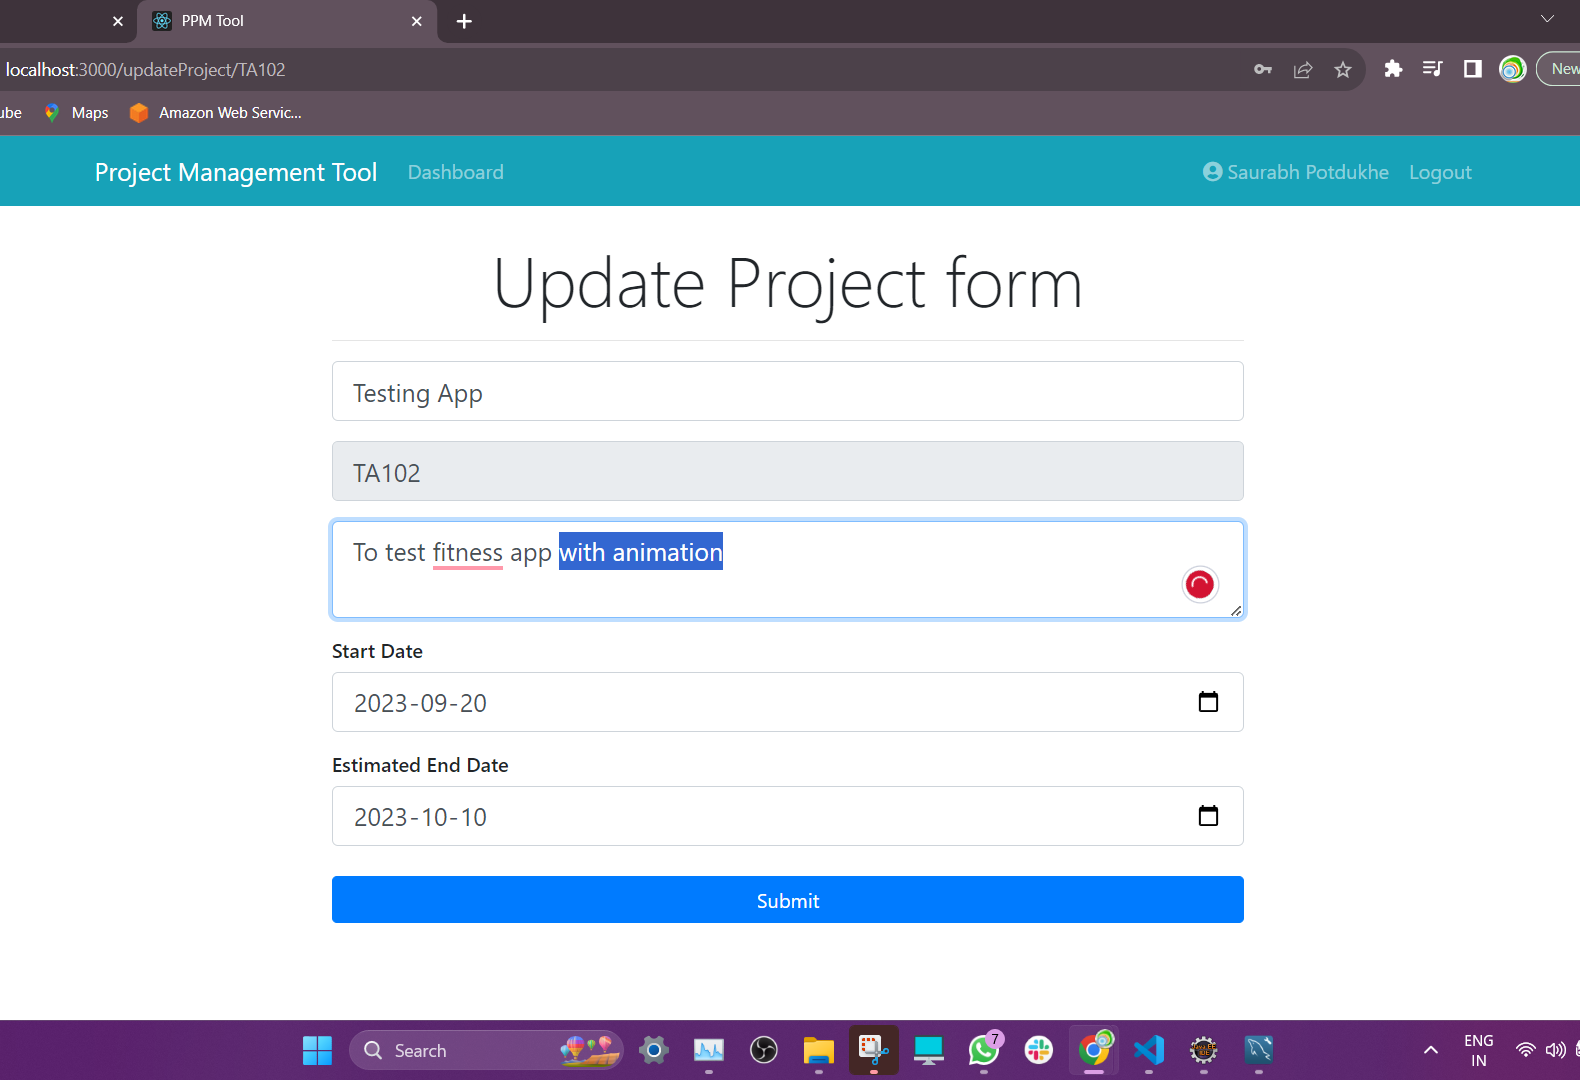 PPM Tool
localhost:3000/updateProject/TA102
New
ube Maps Amazon Web Servic...
Project Management Tool Dashboard Saurabh Potdukhe Logout
Update Project form
Testing App
TA102
To test fitness app with animation
Start Date
2023-09-20
Estimated End Date
2023-10-10
Submit
Search 7 ENG
IN